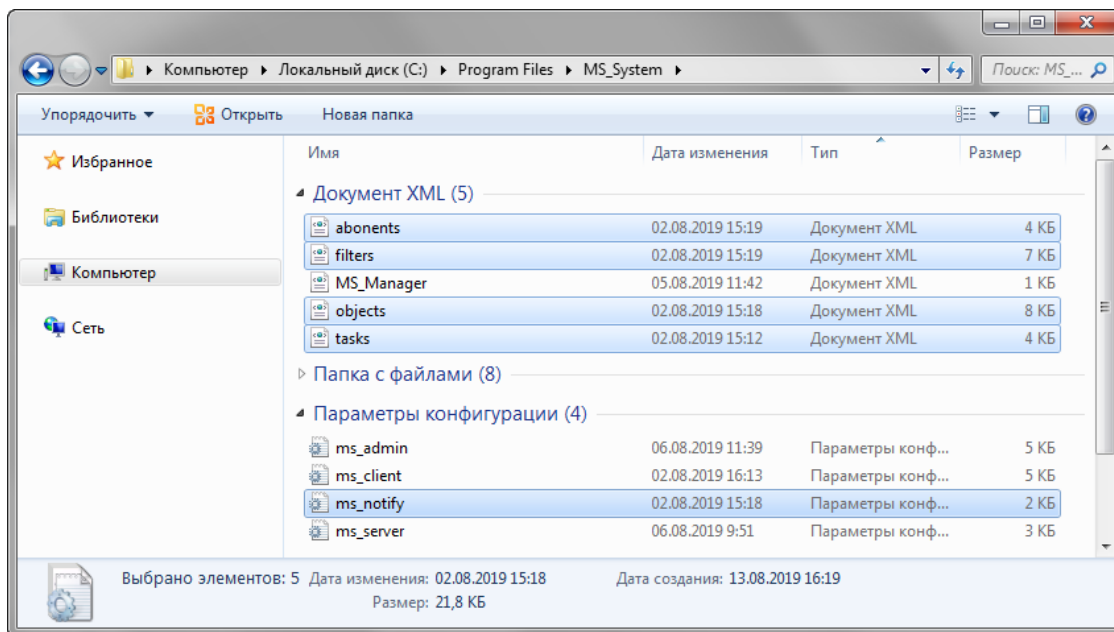 Компьютер Локальный диск (C:) Program Files MS_System Поиск: MS_...
Упорядочить Открыть Новая папка
Избранное
Библиотеки
Компьютер
Сеть
Имя Дата изменения Тип Размер
Документ XML (5)
abonents 02.08.2019 15:19 Документ XML 4 КБ
filters 02.08.2019 15:19 Документ XML 7 КБ
MS_Manager 05.08.2019 11:42 Документ XML 1 КБ
objects 02.08.2019 15:18 Документ XML 8 КБ
tasks 02.08.2019 15:12 Документ XML 4 КБ
Папка с файлами (8)
Параметры конфигурации (4)
ms_admin 06.08.2019 11:39 Параметры конф... 5 КБ
ms_client 02.08.2019 16:13 Параметры конф... 5 КБ
ms_notify 02.08.2019 15:18 Параметры конф... 2 КБ
ms_server 06.08.2019 9:51 Параметры конф... 3 КБ
Выбрано элементов: 5 Дата изменения: 02.08.2019 15:18 Дата создания: 13.08.2019 16:19
Размер: 21,8 КБ